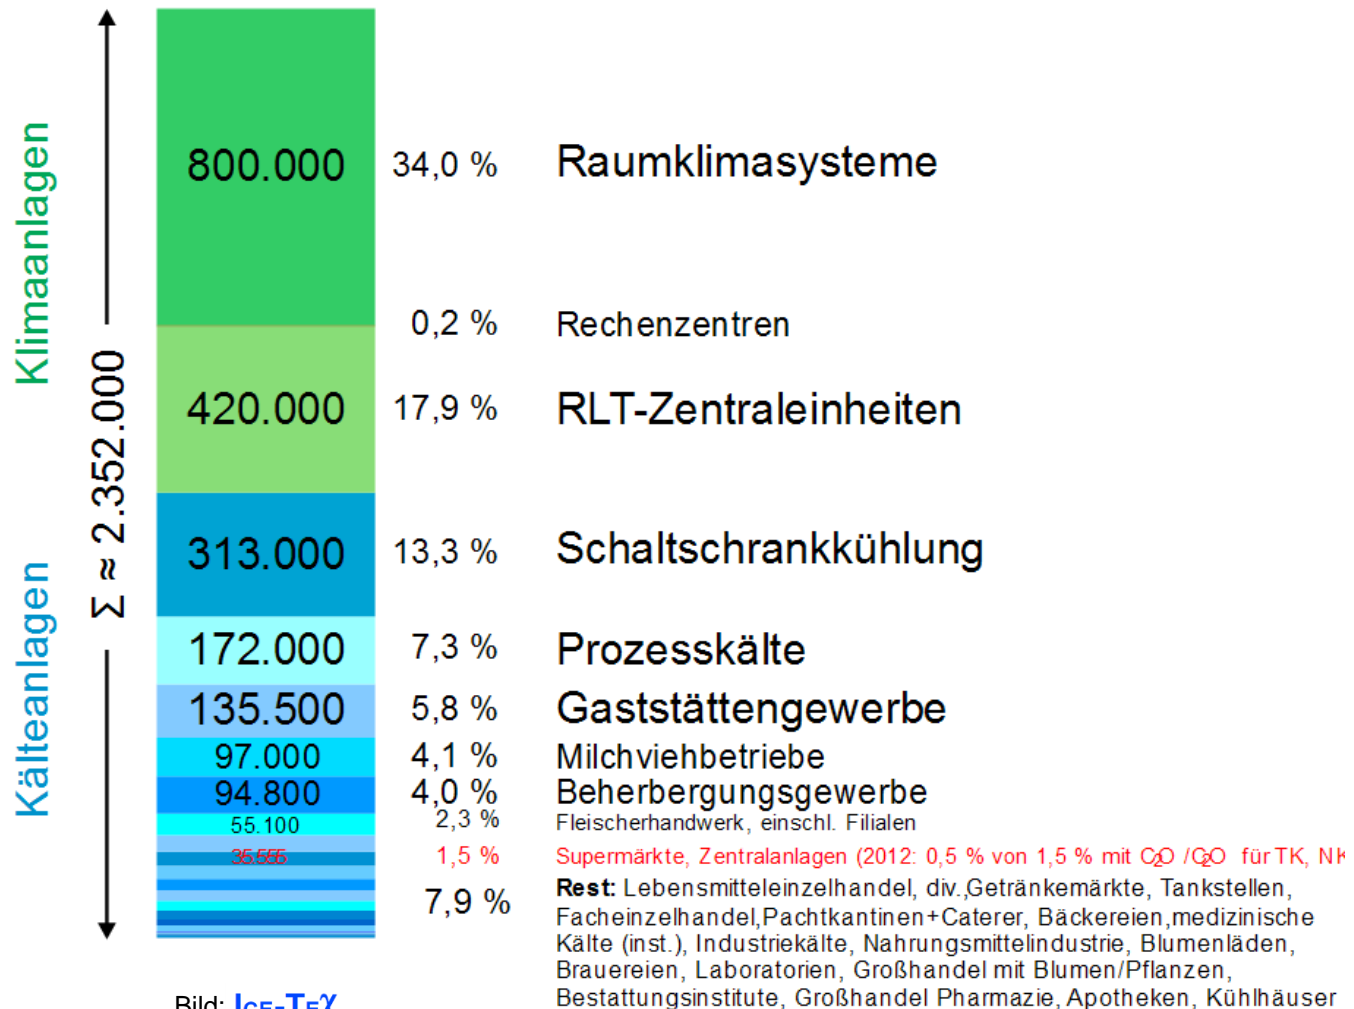 Klimaanlagen
Kälteanlagen
Σ ≈ 2.352.000
800.000 34,0 % Raumklimasysteme
0,2 % Rechenzentren
420.000 17,9 % RLT-Zentraleinheiten
313.000 13,3 % Schaltschrankkühlung
172.000 7,3 % Prozesskälte
135.500 5,8 % Gaststättengewerbe
97.000 4,1 % Milchviehbetriebe
94.800 4,0 % Beherbergungsgewerbe
55.100 2,3 % Fleischerhandwerk, einschl. Filialen
1,5 % Supermärkte, Zentralanlagen (2012: 0,5 % von 1,5 % mit für TK, NK
7,9 % Rest: Lebensmitteleinzelhandel, div.,Getränkemärkte, Tankstellen,
Facheinzelhandel,Pachtkantinen+Caterer, Bäckereien,medizinische
Kälte (inst.), Industriekälte, Nahrungsmittelindustrie, Blumenläden,
Brauereien, Laboratorien, Großhandel mit Blumen/Pflanzen,
Bestattungsinstitute, Großhandel Pharmazie, Apotheken, Kühlhäuser
Bild: ICE-TEX